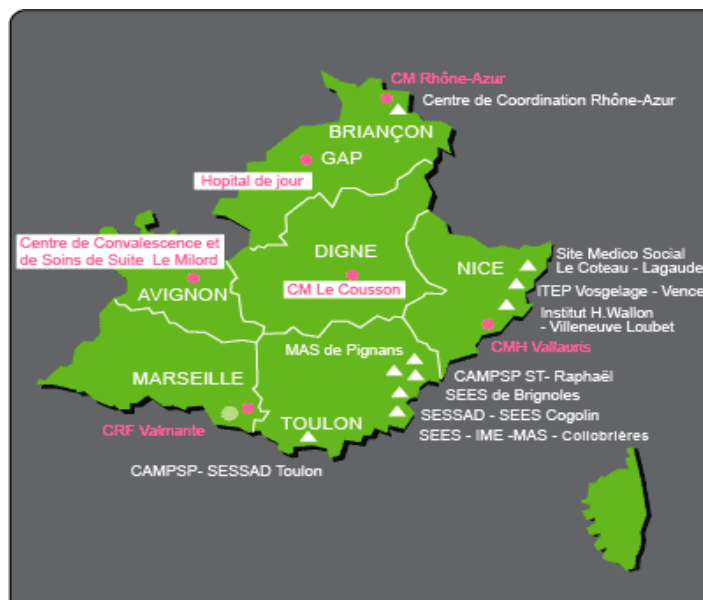 CM Rhône-Azur
Centre de Coordination Rhône-Azur
BRIANÇON
GAP
Hopital de jour
Centre de Convalescence et
de Soins de Suite Le Milord
AVIGNON
DIGNE
CM Le Cousson
NICE
Site Medico Social
Le Coteau - Lagaude
ITEP Vosgelage - Vence
Institut H.Wallon
- Villeneuve Loubet
CMH Vallauris
MAS de Pignans
MARSEILLE
CAMPSP ST- Raphaël
SEES de Brignoles
SESSAD - SEES Cogolin
TOULON
CRF Valmante
SEES - IME -MAS - Collobrières
CAMPSP- SESSAD Toulon